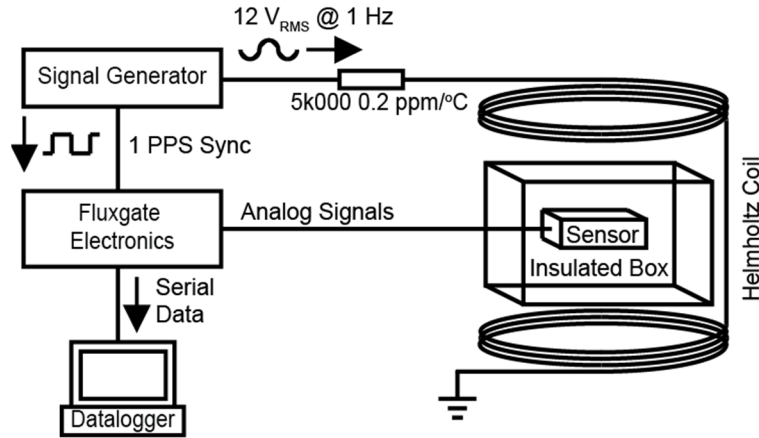 12 V_RMS @ 1 Hz
Signal Generator
5k000 0.2 ppm/°C
1 PPS Sync
Fluxgate
Electronics
Analog Signals
Sensor
Insulated Box
Helmholtz Coil
Serial
Data
Datalogger